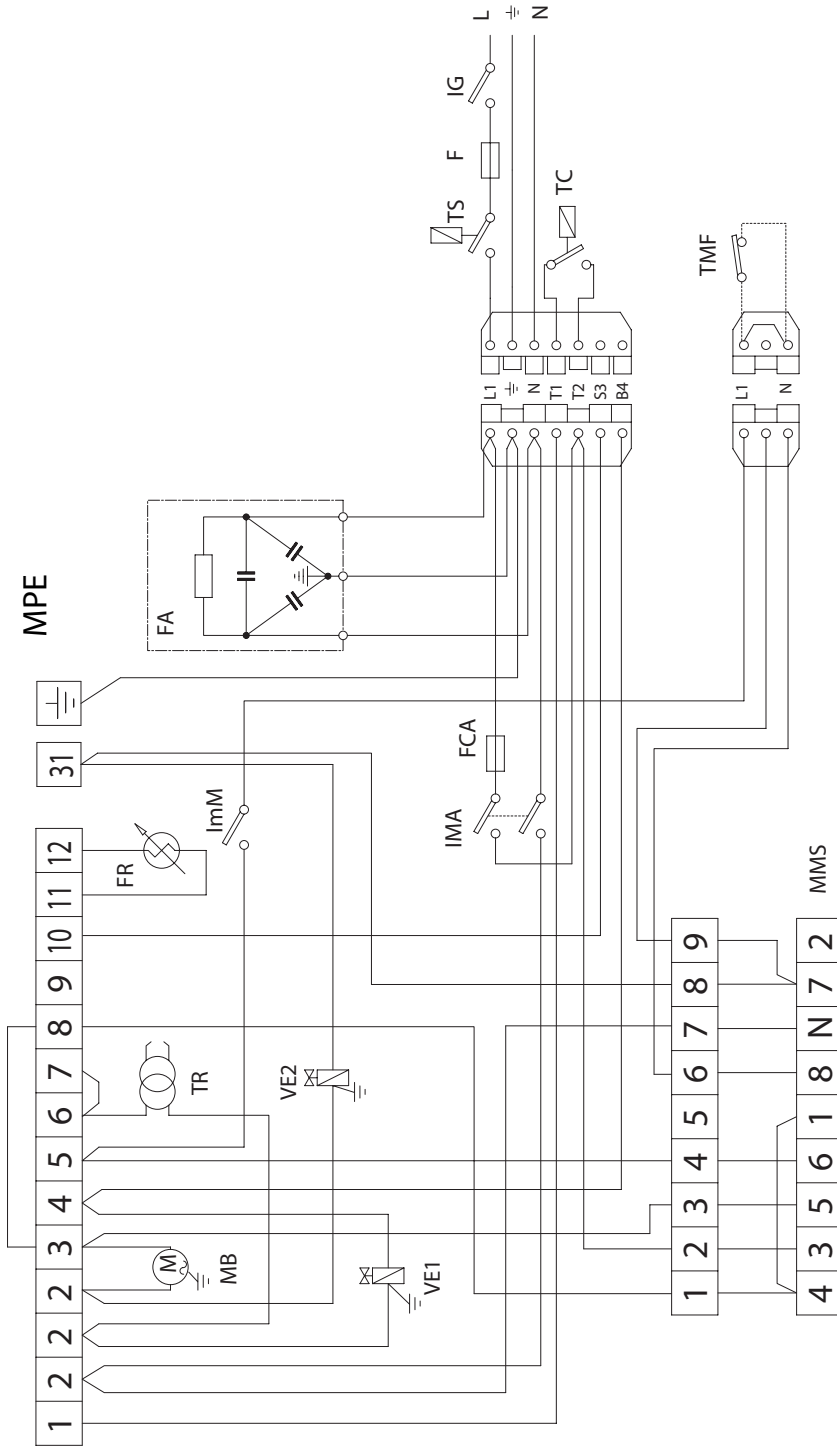 MPE
1 2 2 2 3 4 5 6 7 8 9 10 11 12 31
FA
FR
ImM
TR
MB
M
VE2
VE1
FCA
IMA
L
N
IG
F
TS
TC
L1
N
T1
T2
S3
B4
TMF
L1
N
1 2 3 4 5 6 7 8 9
4 3 5 6 1 8 N 7 2
MMS